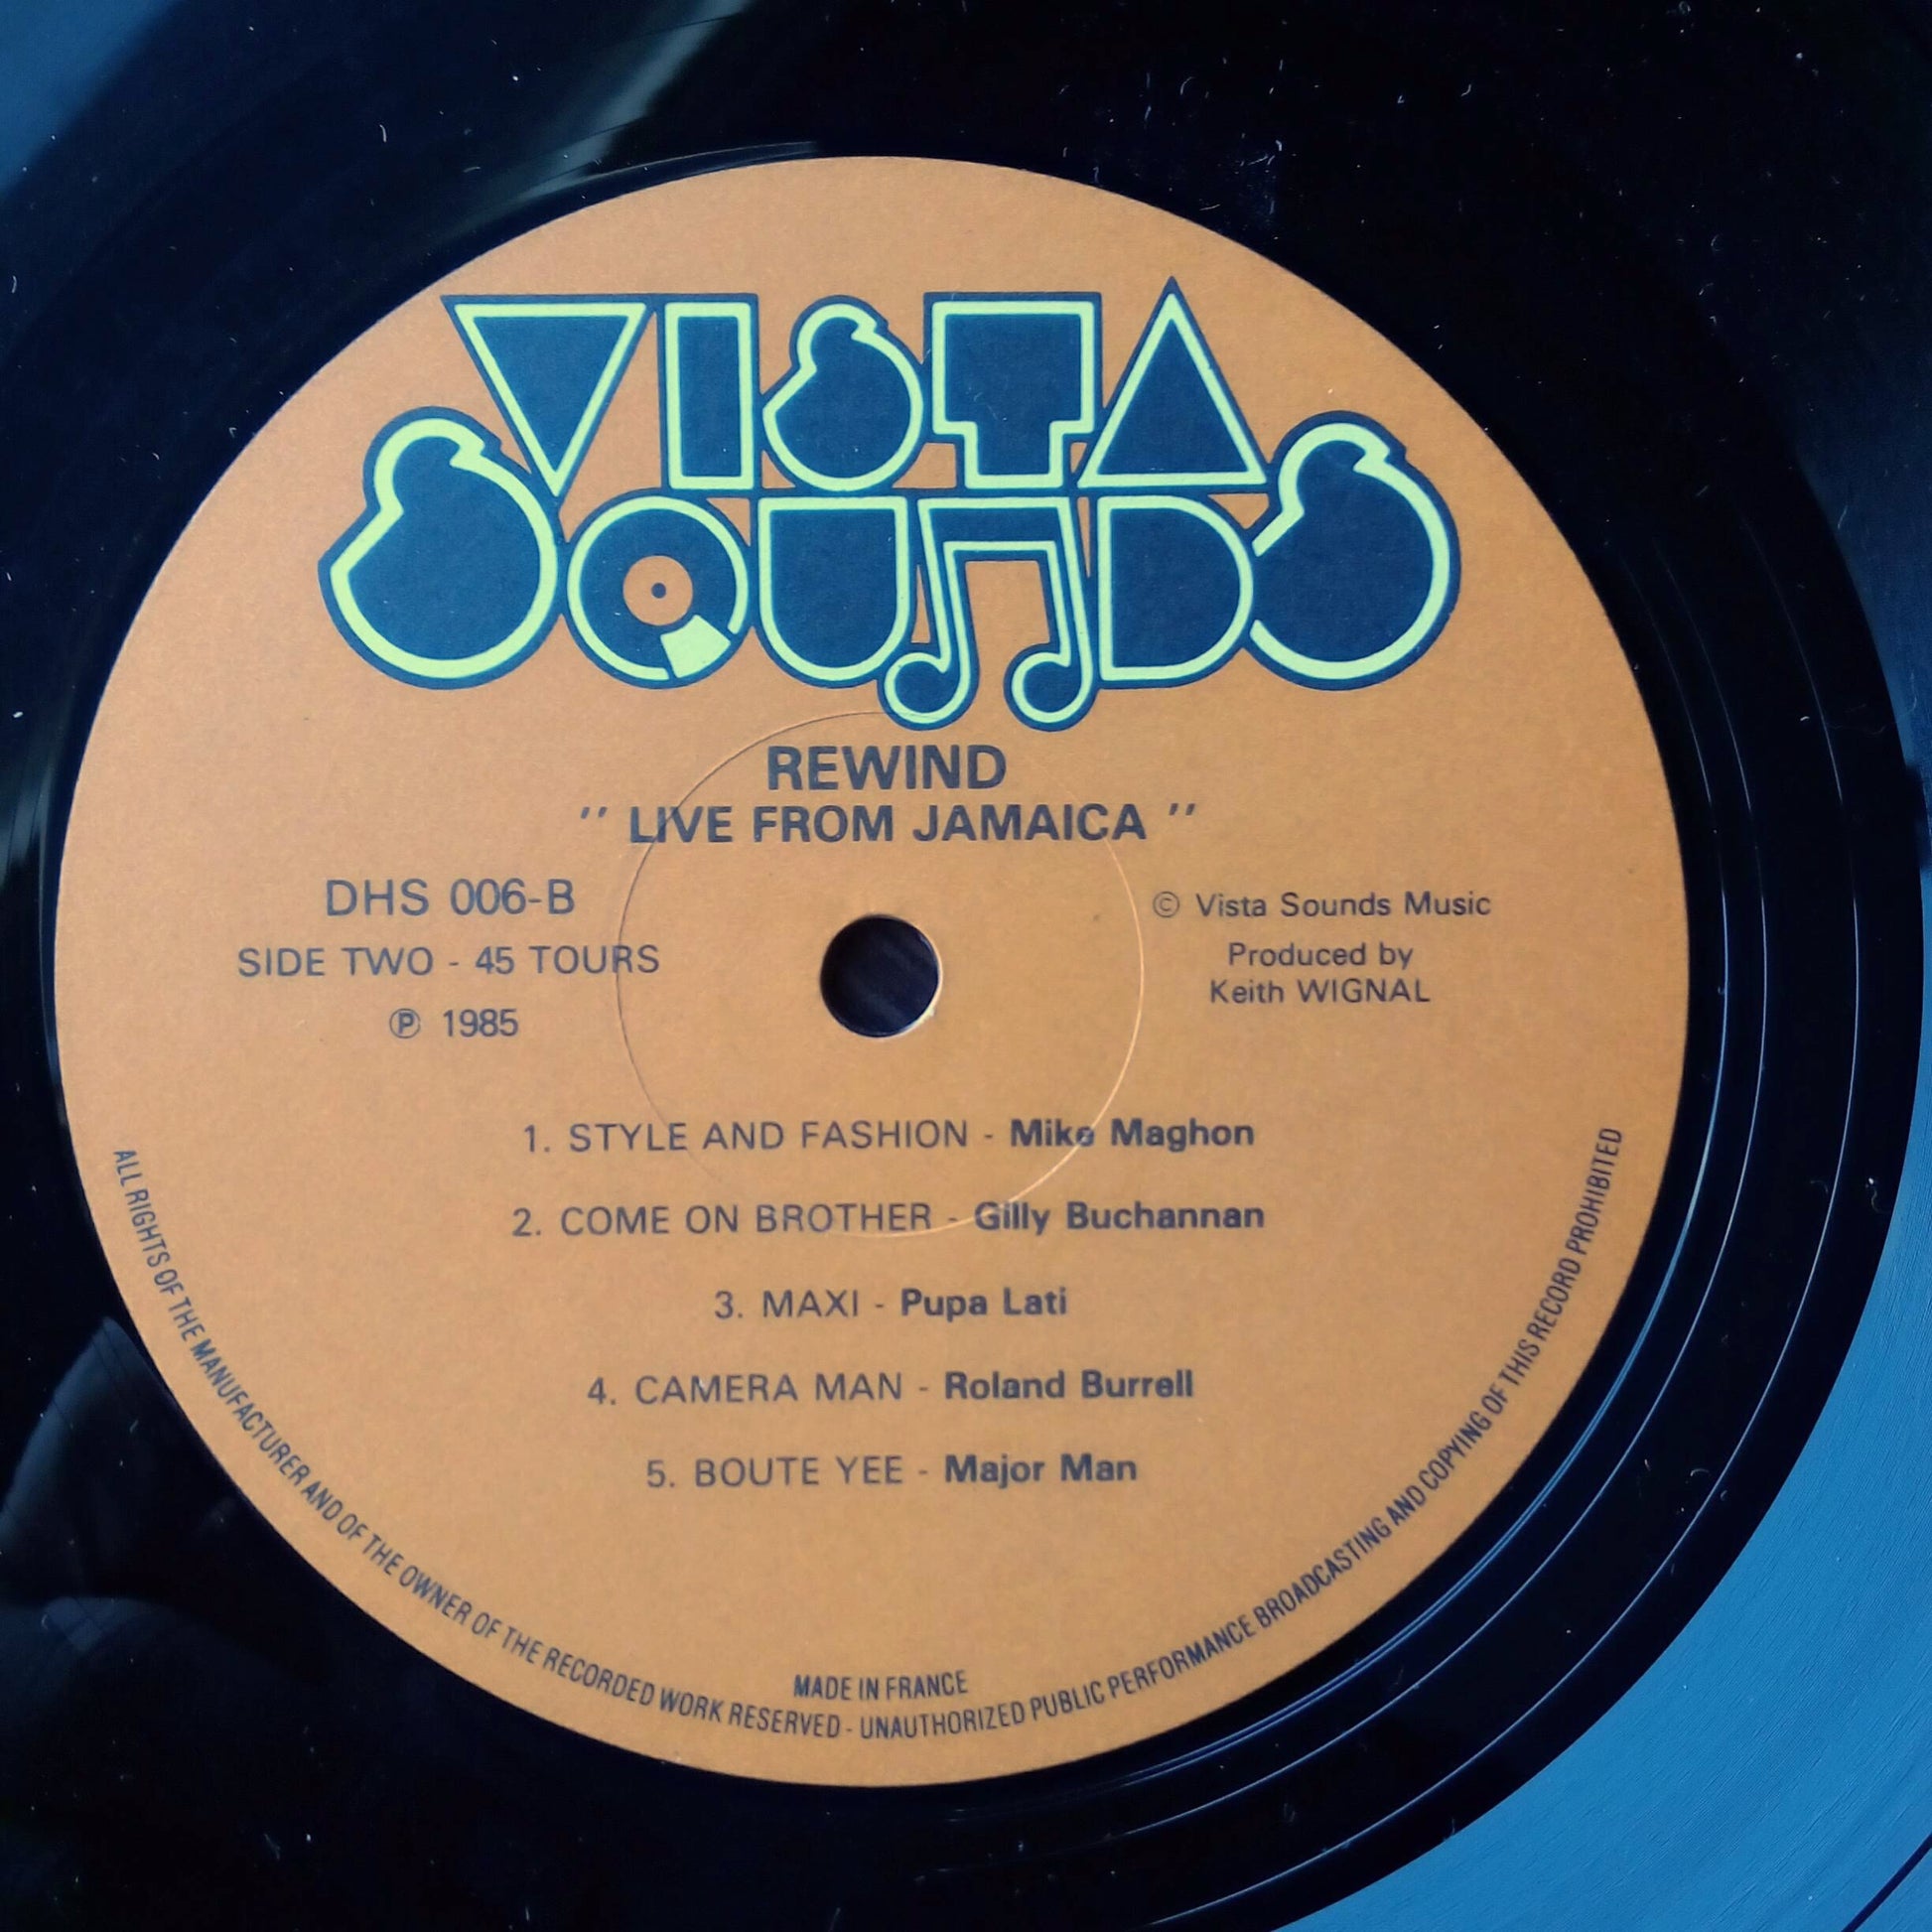 VISTA
SOUNDS
REWIND
" LIVE FROM JAMAICA "
DHS 006-B
SIDE TWO - 45 TOURS
℗ 1985
© Vista Sounds Music
Produced by
Keith WIGNAL
1. STYLE AND FASHION - Mike Maghon
2. COME ON BROTHER - Gilly Buchannan
3. MAXI - Pupa Lati
4. CAMERA MAN - Roland Burrell
5. BOUTE YEE - Major Man
MADE IN FRANCE
ALL RIGHTS OF THE MANUFACTURER AND OF THE OWNER OF THE RECORDED WORK RESERVED - UNAUTHORIZED PUBLIC PERFORMANCE BROADCASTING AND COPYING OF THIS RECORD PROHIBITED